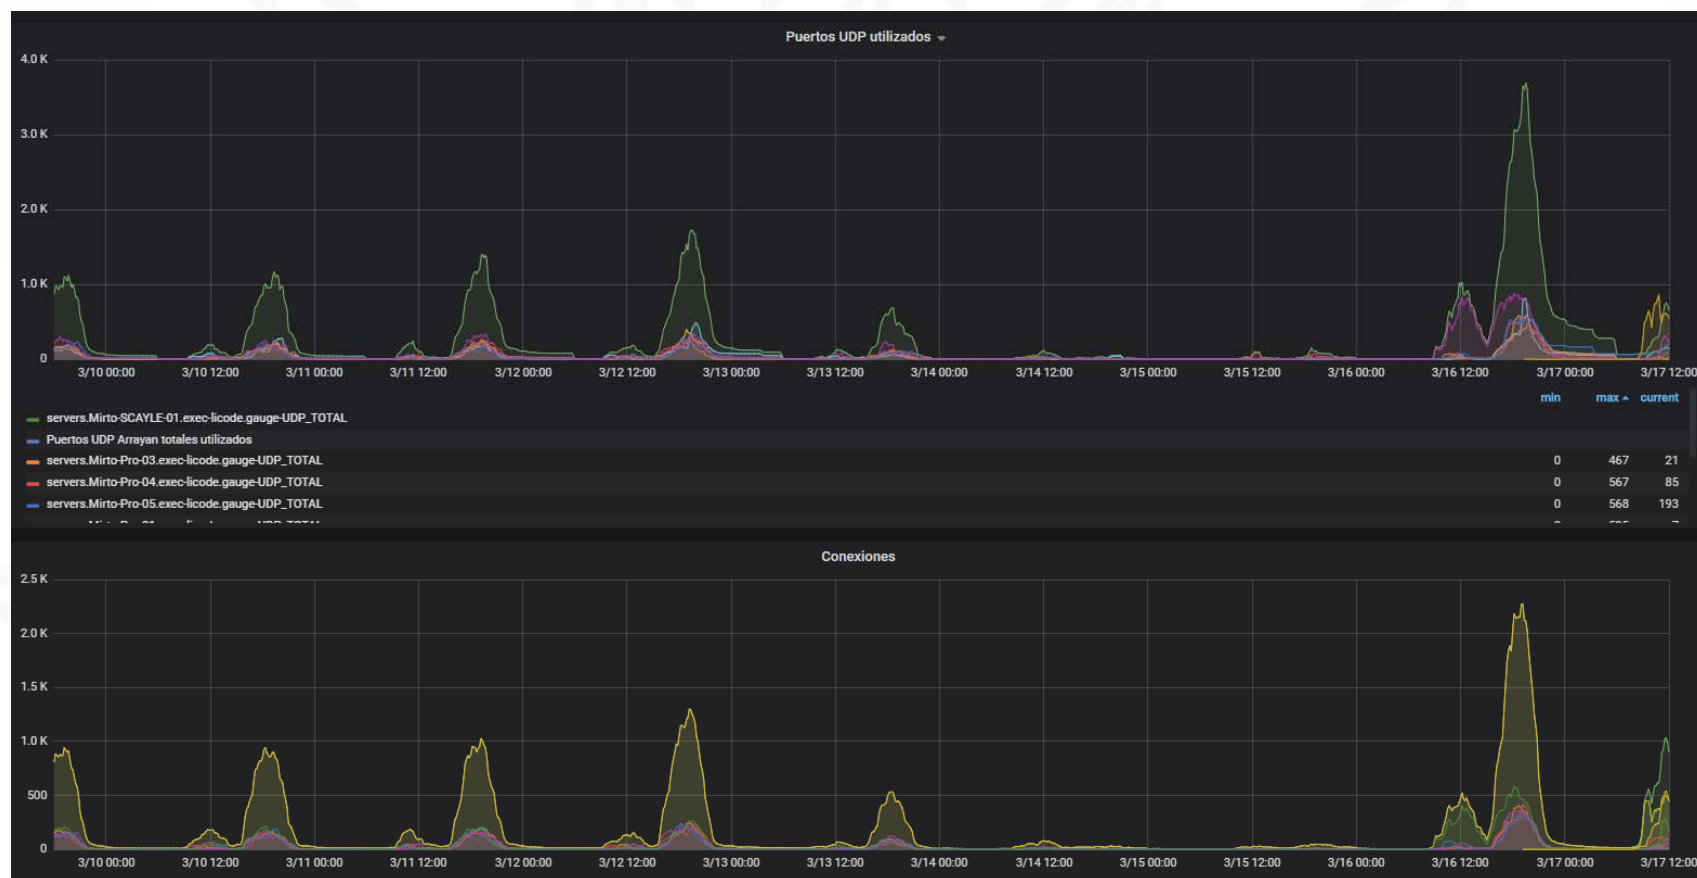 Puertos UDP utilizados
4.0 K
3.0 K
2.0 K
1.0 K
0
3/10 00:00 3/10 12:00 3/11 00:00 3/11 12:00 3/12 00:00 3/12 12:00 3/13 00:00 3/13 12:00 3/14 00:00 3/14 12:00 3/15 00:00 3/15 12:00 3/16 00:00 3/16 12:00 3/17 00:00 3/17 12:00
min max current
servers.Mirto-SCAYLE-01.exec-licode.gauge-UDP_TOTAL
Puertos UDP Arrayan totales utilizados
servers.Mirto-Pro-03.exec-licode.gauge-UDP_TOTAL 0 467 21
servers.Mirto-Pro-04.exec-licode.gauge-UDP_TOTAL 0 567 85
servers.Mirto-Pro-05.exec-licode.gauge-UDP_TOTAL 0 568 193
Conexiones
2.5 K
2.0 K
1.5 K
1.0 K
500
0
3/10 00:00 3/10 12:00 3/11 00:00 3/11 12:00 3/12 00:00 3/12 12:00 3/13 00:00 3/13 12:00 3/14 00:00 3/14 12:00 3/15 00:00 3/15 12:00 3/16 00:00 3/16 12:00 3/17 00:00 3/17 12:00